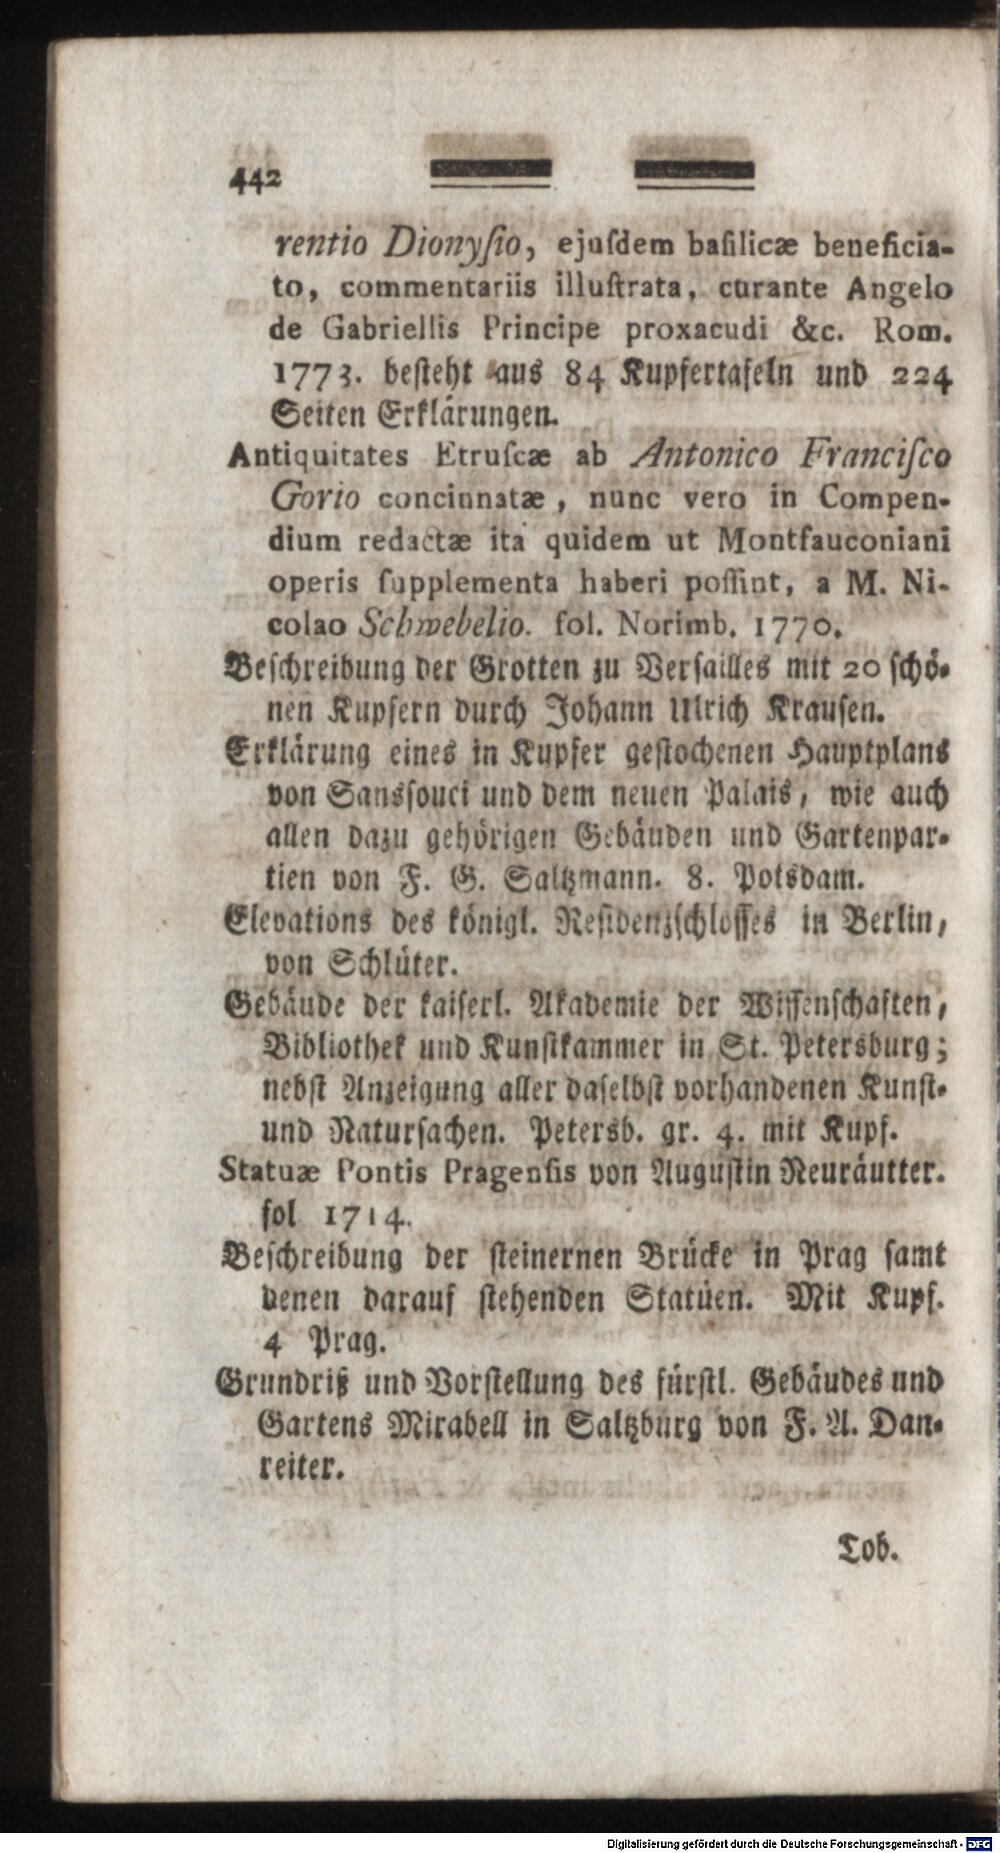 442
rentio Dionyſio, ejuſdem baſilicæ beneficia-
to, commentariis illuſtrata, curante Angelo
de Gabriellis Principe proxacudi &c. Rom.
1773. beſteht aus 84 Kupfertafeln und 224
Seiten Erklärungen.
Antiquitates Etruſcæ ab Antonico Franciſco
Gorio concinnatæ, nunc vero in Compen-
dium redactæ ita quidem ut Montfauconiani
operis ſupplementa haberi poſſint, a M. Ni-
colao Schwebelio. fol. Norimb. 1770.
Beſchreibung der Grotten zu Verſailles mit 20 ſchö-
nen Kupfern durch Johann Ulrich Krauſen.
Erklärung eines in Kupfer geſtochenen Hauptplans
von Sansſouci und dem neuen Palais, wie auch
allen dazu gehörigen Gebäuden und Gartenpar-
tien von F. G. Saltzmann. 8. Potsdam.
Elevations des königl. Reſidenzſchloſſes in Berlin,
von Schlüter.
Gebäude der kaiſerl. Akademie der Wiſſenſchaften,
Bibliothek und Kunſtkammer in St. Petersburg;
nebſt Anzeigung aller daſelbſt vorhandenen Kunſt-
und Naturſachen. Petersb. gr. 4. mit Kupf.
Statuæ Pontis Pragenſis von Auguſtin Neuräutter.
fol 1714.
Beſchreibung der ſteinernen Brücke in Prag ſamt
denen darauf ſtehenden Statüen. Mit Kupf.
4 Prag.
Grundriß und Vorſtellung des fürſtl. Gebäudes und
Gartens Mirabell in Saltzburg von F. A. Dan-
reiter.
Tob.
Digitalisierung gefördert durch die Deutsche Forschungsgemeinschaft - DFG